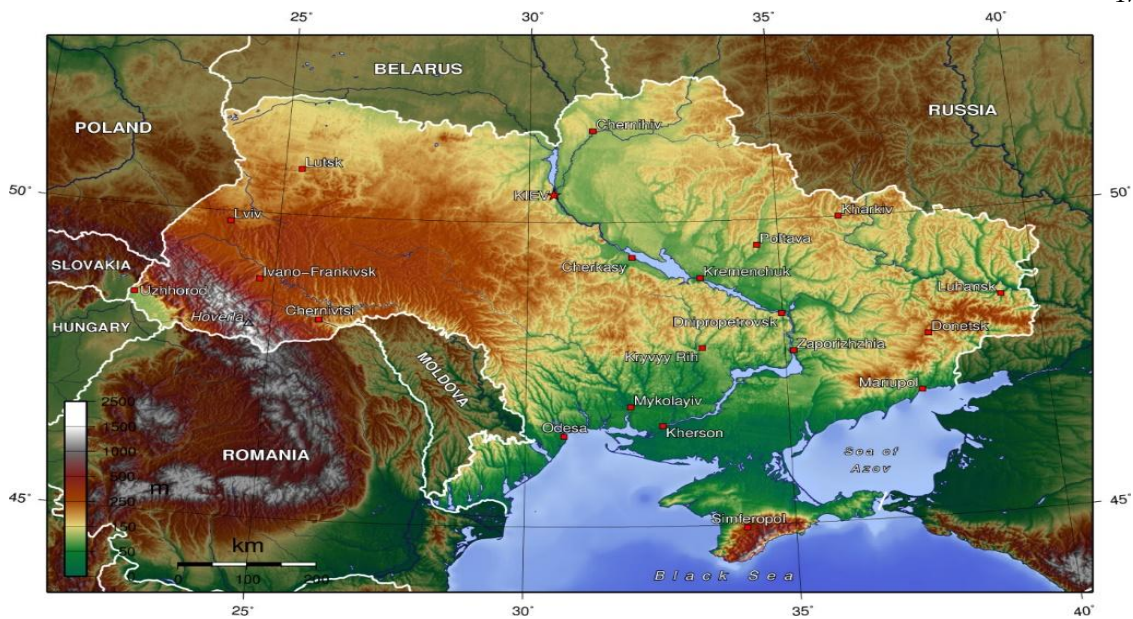 25° 30° 35° 40°
BELARUS
RUSSIA
POLAND
Chernihiv
Lutsk
50° KIEV 50°
Lviv Kharkiv
Poltava
SLOVAKIA Ivano-Frankivsk Cherkasy Kremenchuk
Uzhhorod Luhansk
Hoverla Chernivtsi Dnipropetrovsk
HUNGARY Donetsk
Kryvyy Rih Zaporizhzhia
MOLDOVA
Mariupol
2500 Mykolayiv
1500 Odesa Kherson
1000 ROMANIA Sea of
500 Azov
m
250 45° 45°
150 Simferopol
50 km
0 0 100 200
Black Sea
25° 30° 35° 40°